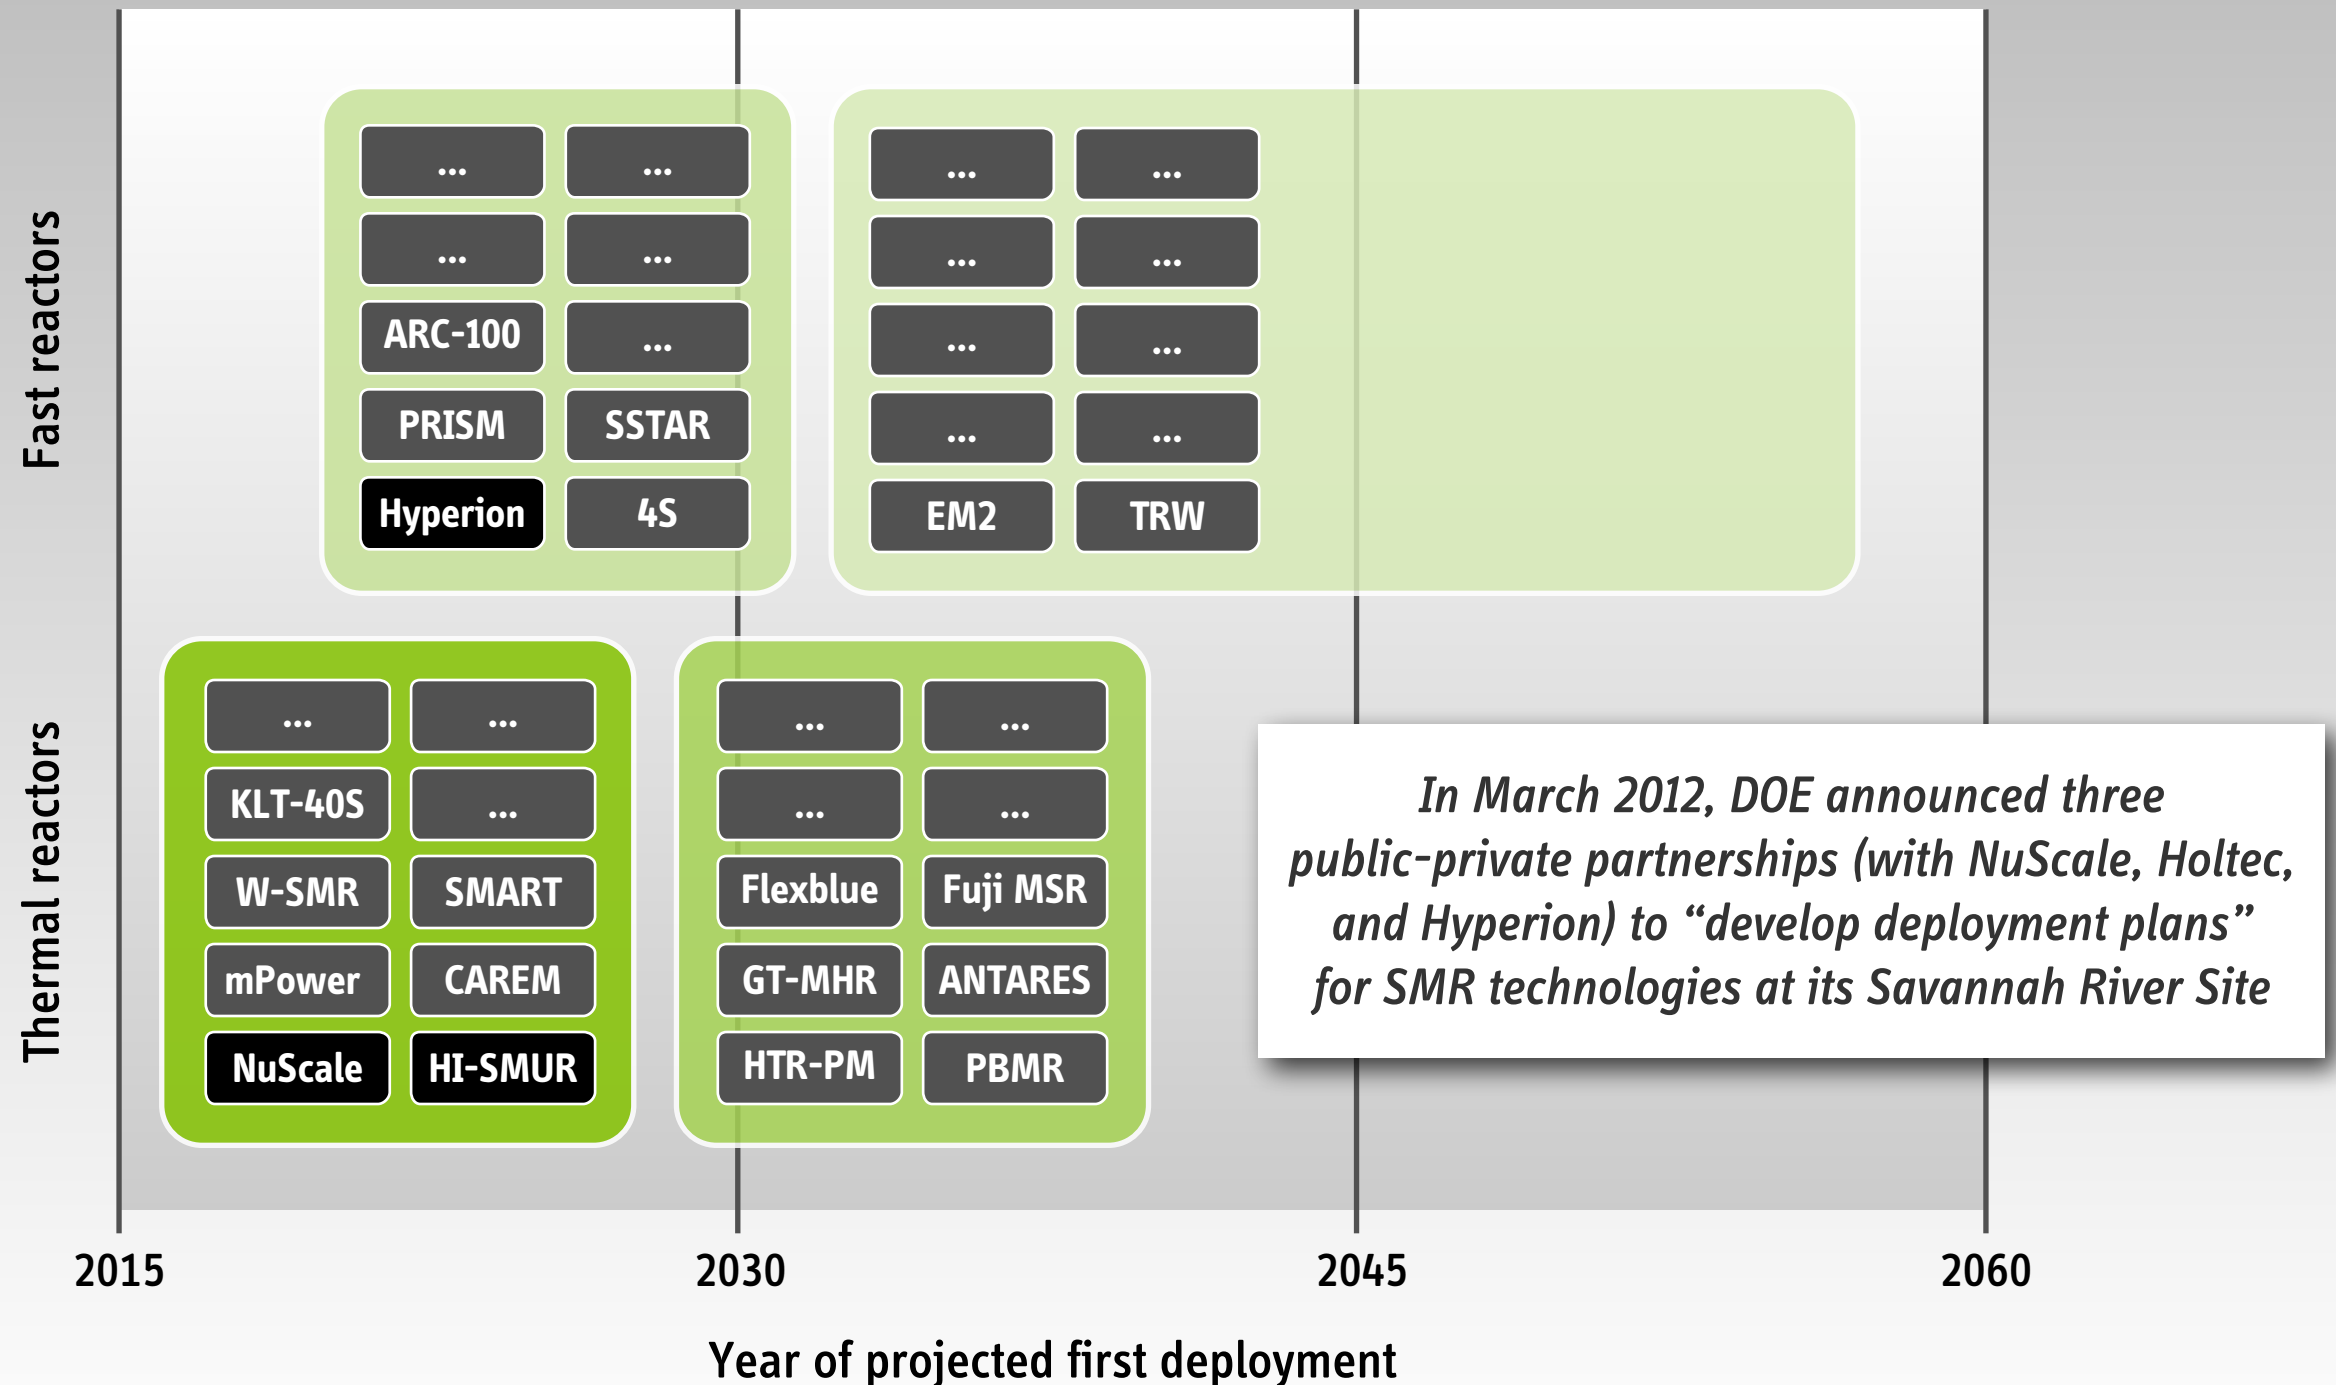 Fast reactors
... ...
... ...
ARC-100 ...
PRISM SSTAR
Hyperion 4S
... ...
... ...
... ...
... ...
EM2 TRW
Thermal reactors
... ...
KLT-40S ...
W-SMR SMART
mPower CAREM
NuScale HI-SMUR
... ...
... ...
Flexblue Fuji MSR
GT-MHR ANTARES
HTR-PM PBMR
In March 2012, DOE announced three
public-private partnerships (with NuScale, Holtec,
and Hyperion) to “develop deployment plans”
for SMR technologies at its Savannah River Site
2015 2030 2045 2060
Year of projected first deployment